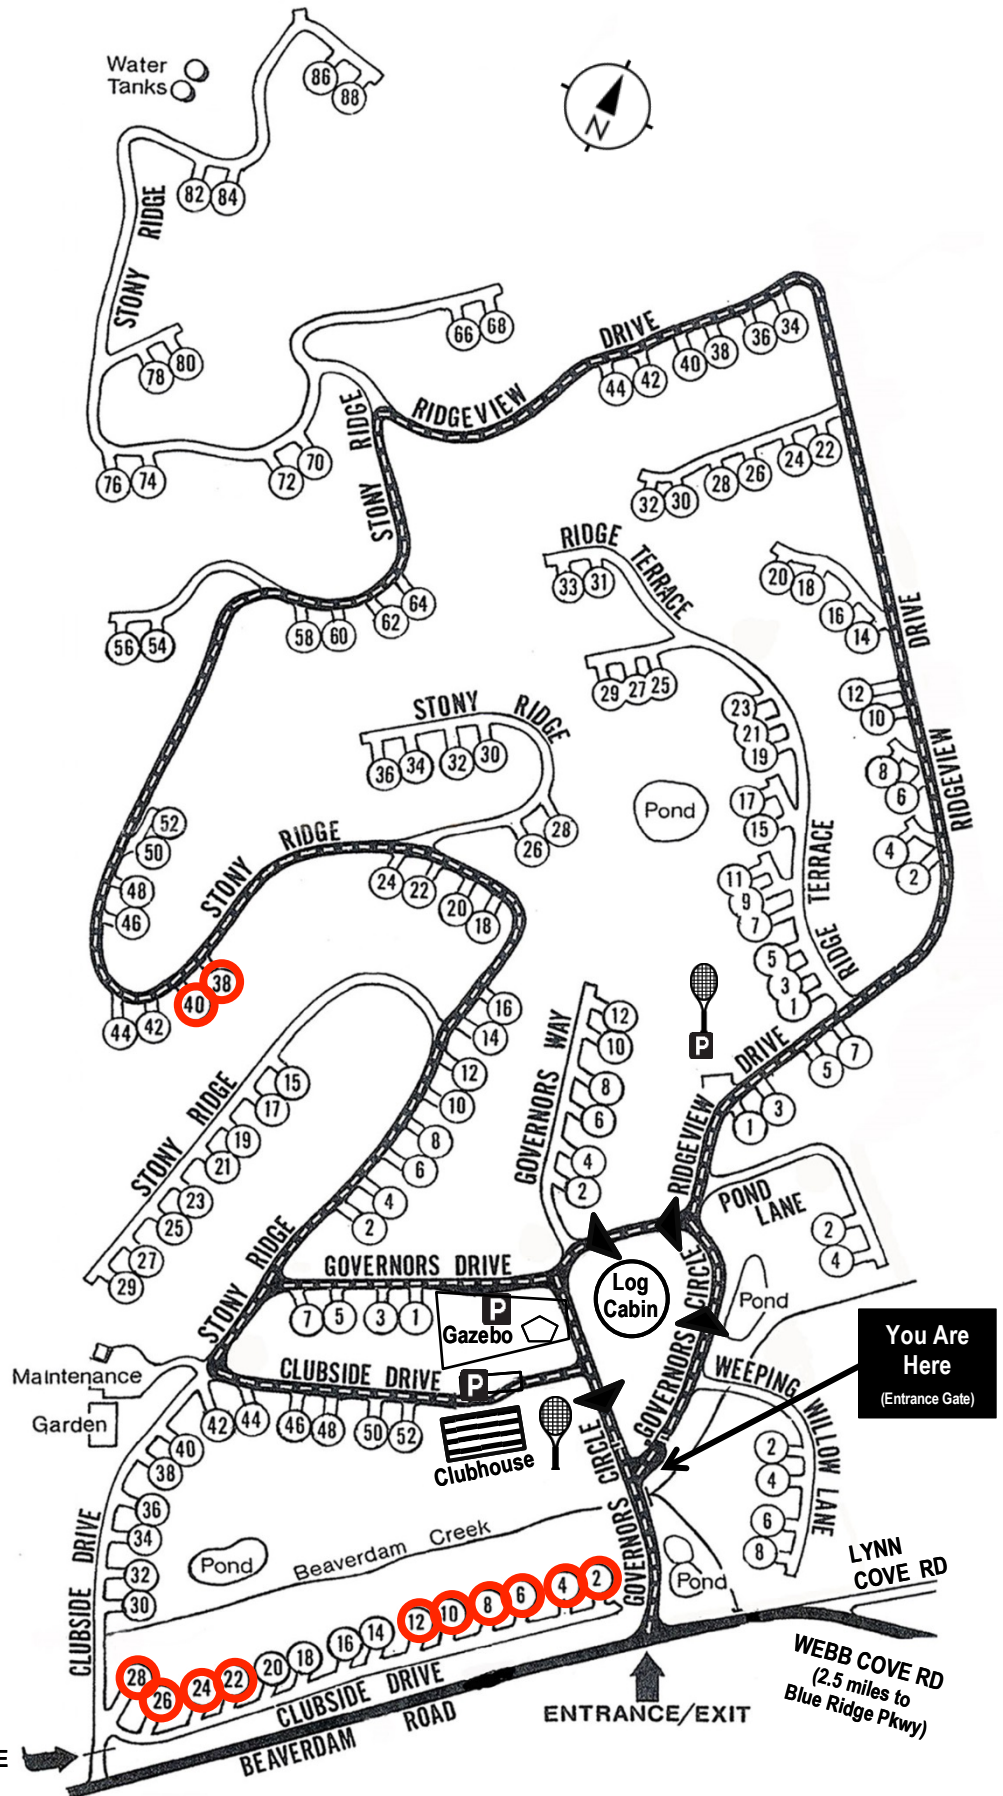 86
88
Water
Tanks
N
82
84
STONY RIDGE
66
68
DRIVE
34
36
38
40
42
44
78
80
RIDGEVIEW
STONY RIDGE
76
74
72
70
22
24
26
28
30
32
RIDGE TERRACE
33
31
20
18
16
14
DRIVE
64
62
60
58
56
54
29
27
25
12
10
23
21
19
STONY RIDGE
36
34
32
30
RIDGEVIEW
8
6
Pond
17
15
28
26
52
50
STONY RIDGE
4
2
TERRACE
24
22
20
18
48
46
11
9
7
RIDGE
38
40
5
3
1
44
42
16
14
GOVERNORS WAY
12
10
P
DRIVE
7
5
12
10
15
17
8
6
3
1
STONY RIDGE
19
21
8
6
4
2
RIDGEVIEW
23
25
4
2
POND
LANE
27
29
2
4
STONY RIDGE
GOVERNORS DRIVE
Log
Cabin
GOVERNORS CIRCLE
7
5
3
1
P
Gazebo
Pond
You Are
Here
(Entrance Gate)
Maintenance
CLUBSIDE DRIVE
P
WEEPING WILLOW LANE
Garden
42
44
46
48
50
52
Clubhouse
GOVERNORS CIRCLE
40
38
36
34
32
30
2
4
6
8
CLUBSIDE DRIVE
Pond
Beaverdam Creek
Pond
LYNN
COVE RD
28
26
24
22
20
18
16
14
12
10
8
6
4
2
CLUBSIDE DRIVE
BEAVERDAM ROAD
ENTRANCE/EXIT
WEBB COVE RD
(2.5 miles to
Blue Ridge Pkwy)
E